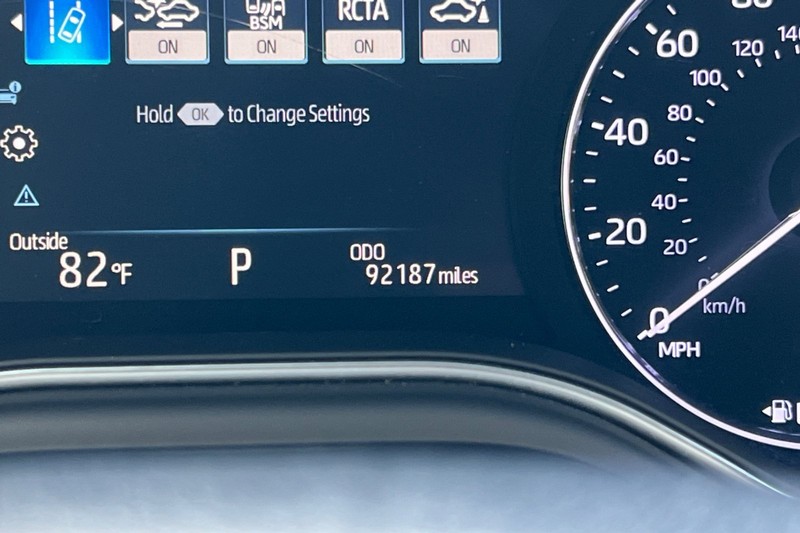 BSM
RCTA
ON
ON
ON
ON
Hold OK to Change Settings
Outside
82°F
P
ODO
92187 miles
60
40
20
0
MPH
120
100
80
60
40
20
0
km/h